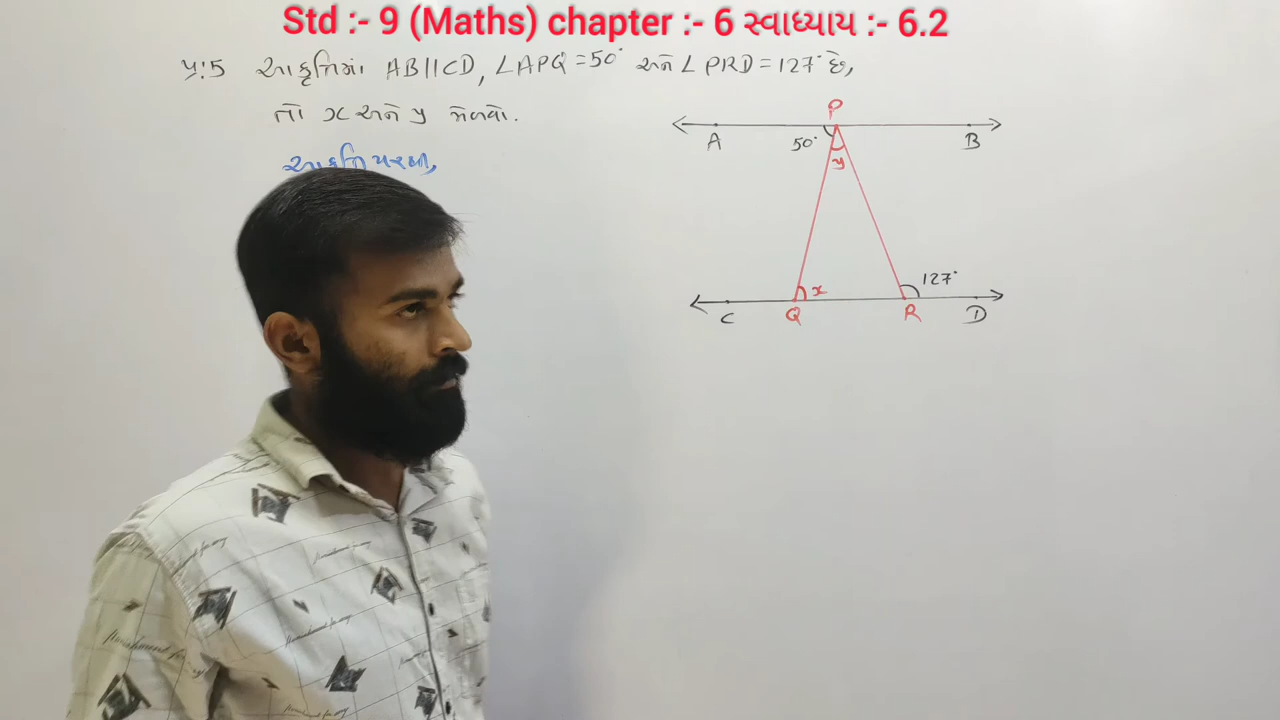 Std :- 9 (Maths) chapter :- 6 સ્વાધ્યાય :- 6.2
પ્ર:5 આકૃતિમાં AB||CD, ∠APQ=50° અને ∠PRD=127° છે,
તો x અને y મેળવો.
આકૃતિ પરથી,
P
A 50° B
y
x 127°
C Q R D